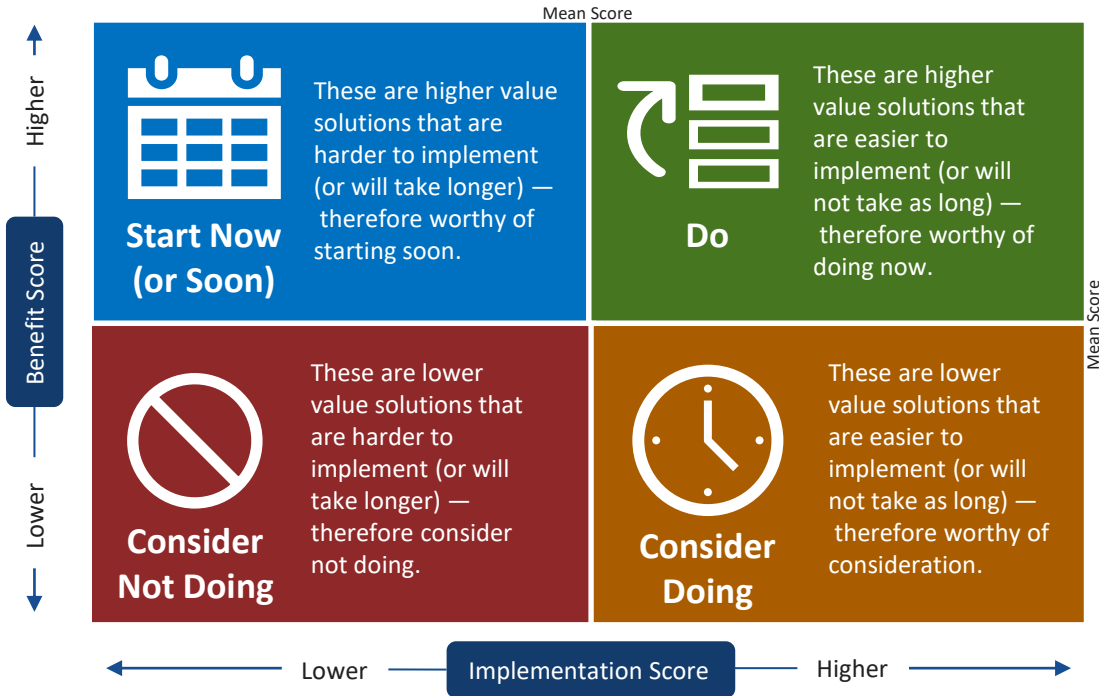 Mean Score
Higher
Benefit Score
Lower
Start Now
(or Soon)
These are higher value
solutions that are
harder to implement
(or will take longer) —
therefore worthy of
starting soon.
Do
These are higher
value solutions that
are easier to
implement (or will
not take as long) —
therefore worthy of
doing now.
Mean Score
Consider
Not Doing
These are lower
value solutions that
are harder to
implement (or will
take longer) —
therefore consider
not doing.
Consider
Doing
These are lower
value solutions that
are easier to
implement (or will
not take as long) —
therefore worthy of
consideration.
Lower
Implementation Score
Higher